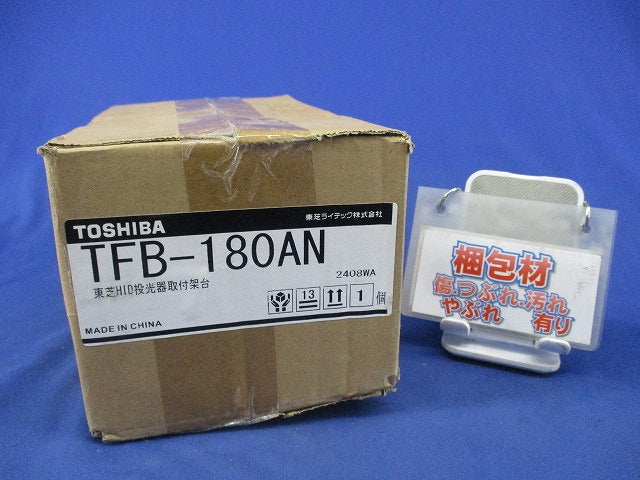 東芝ライテック株式会社
TOSHIBA
TFB-180AN
2408WA
東芝HID投光器取付架台
13
1個
MADE IN CHINA
梱包材
傷、つぶれ、汚れ
やぶれ 有り